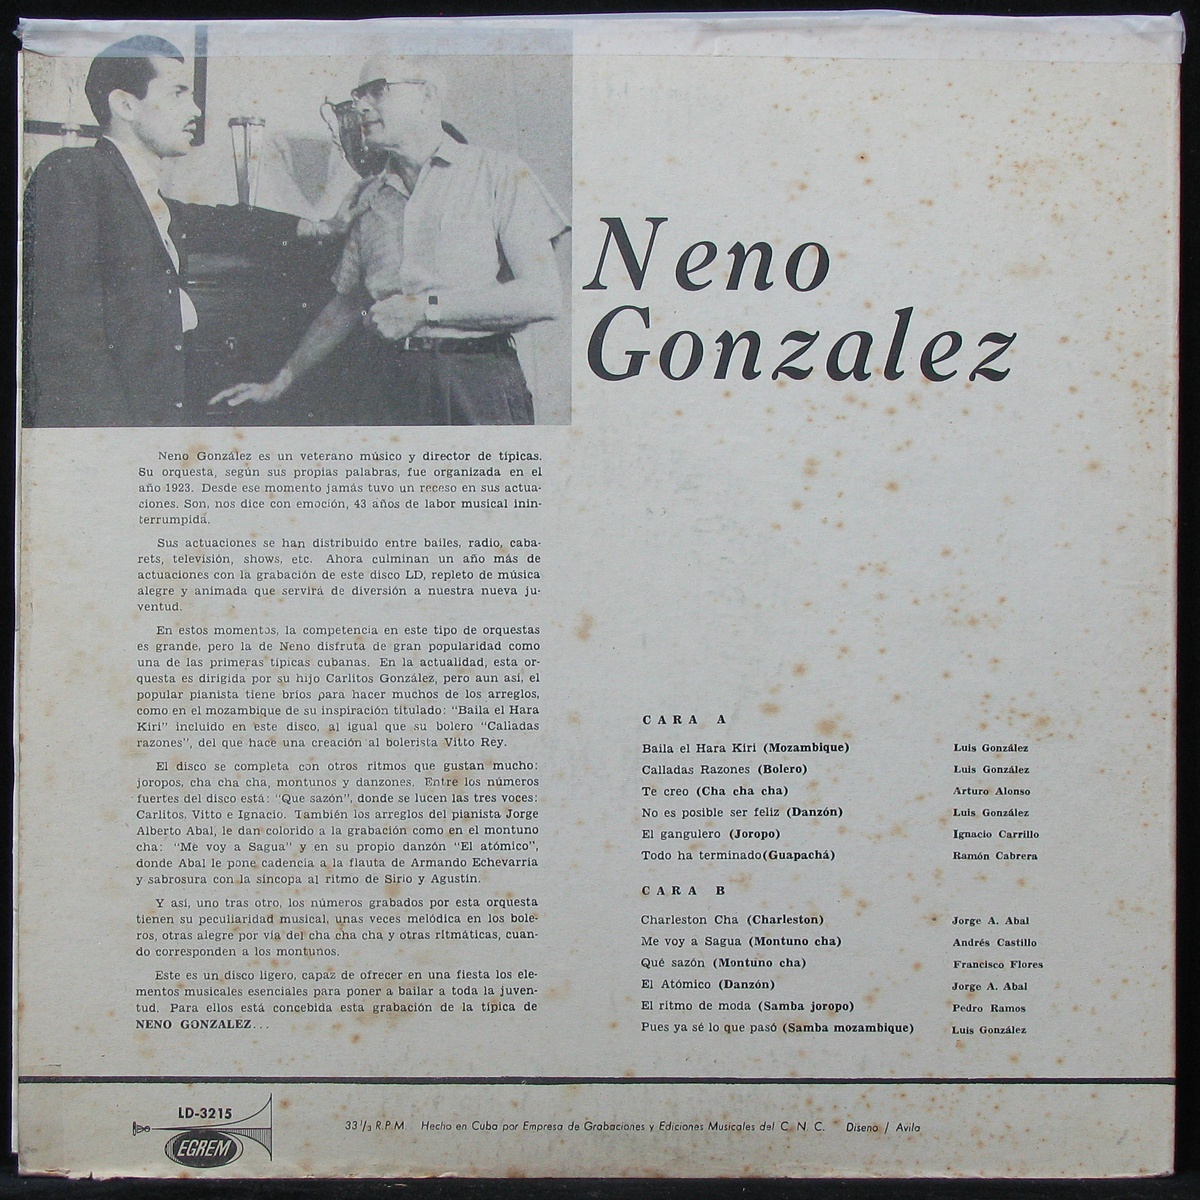 Neno
Gonzalez
Neno González es un veterano músico y director de típicas.
Su orquesta, según sus propias palabras, fue organizada en el
año 1923. Desde ese momento jamás tuvo un receso en sus actua-
ciones. Son, nos dice con emoción, 43 años de labor musical inin-
terrumpida.
Sus actuaciones se han distribuido entre bailes, radio, caba-
rets, televisión, shows, etc. Ahora culminan un año más de
actuaciones con la grabación de este disco LD, repleto de música
alegre y animada que servirá de diversión a nuestra nueva ju-
ventud.
En estos momentos, la competencia en este tipo de orquestas
es grande, pero la de Neno disfruta de gran popularidad como
una de las primeras típicas cubanas. En la actualidad, esta or-
questa es dirigida por su hijo Carlitos González, pero aun así, el
popular pianista tiene bríos para hacer muchos de los arreglos,
como en el mozambique de su inspiración titulado: "Baila el Hara
Kiri" incluido en este disco, al igual que su bolero "Calladas
razones", del que hace una creación al bolerista Vitto Rey.
El disco se completa con otros ritmos que gustan mucho:
joropos, cha cha cha, montunos y danzones. Entre los números
fuertes del disco está: "Que sazón", donde se lucen las tres voces:
Carlitos, Vitto e Ignacio. También los arreglos del pianista Jorge
Alberto Abal, le dan colorido a la grabación como en el montuno
cha: "Me voy a Sagua" y en su propio danzón "El atómico",
donde Abal le pone cadencia a la flauta de Armando Echevarría
y sabrosura con la síncopa al ritmo de Sirio y Agustín.
Y así, uno tras otro, los números grabados por esta orquesta
tienen su peculiaridad musical, unas veces melódica en los bole-
ros, otras alegre por vía del cha cha cha y otras ritmáticas, cuan-
do corresponden a los montunos.
Este es un disco ligero, capaz de ofrecer en una fiesta los ele-
mentos musicales esenciales para poner a bailar a toda la juven-
tud. Para ellos está concebida esta grabación de la típica de
NENO GONZALEZ...
CARA A
Baila el Hara Kiri (Mozambique) Luis González
Calladas Razones (Bolero) Luis González
Te creo (Cha cha cha) Arturo Alonso
No es posible ser feliz (Danzón) Luis González
El gangulero (Joropo) Ignacio Carrillo
Todo ha terminado(Guapachá) Ramón Cabrera
CARA B
Charleston Cha (Charleston) Jorge A. Abal
Me voy a Sagua (Montuno cha) Andrés Castillo
Qué sazón (Montuno cha) Francisco Flores
El Atómico (Danzón) Jorge A. Abal
El ritmo de moda (Samba joropo) Pedro Ramos
Pues ya sé lo que pasó (Samba mozambique) Luis González
LD-3215
EGREM
33 1/3 R.P.M. Hecho en Cuba por Empresa de Grabaciones y Ediciones Musicales del C. N. C. Diseño / Avila